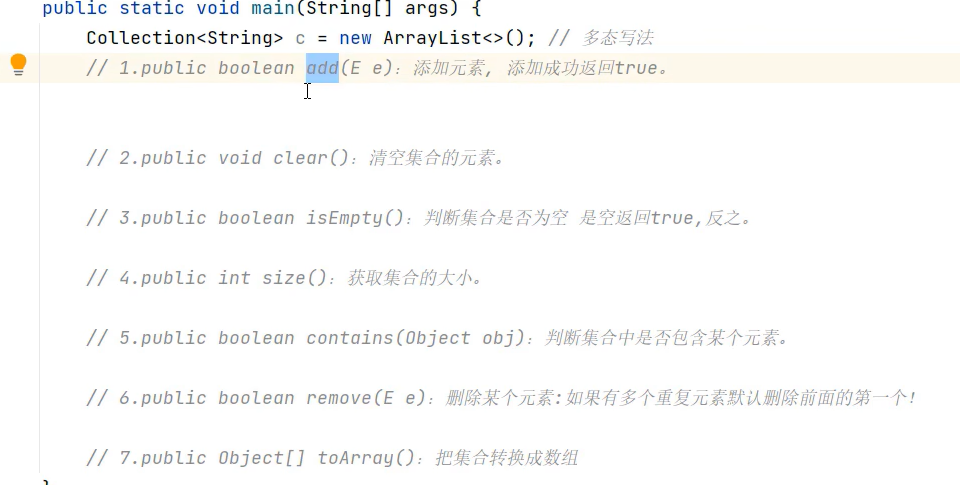 public static void main(String[] args) {
Collection<String> c = new ArrayList<>(); // 多态写法
// 1.public boolean add(E e): 添加元素, 添加成功返回true。
// 2.public void clear(): 清空集合的元素。
// 3.public boolean isEmpty(): 判断集合是否为空 是空返回true,反之。
// 4.public int size(): 获取集合的大小。
// 5.public boolean contains(Object obj): 判断集合中是否包含某个元素。
// 6.public boolean remove(E e): 删除某个元素:如果有多个重复元素默认删除前面的第一个!
// 7.public Object[] toArray(): 把集合转换成数组
}